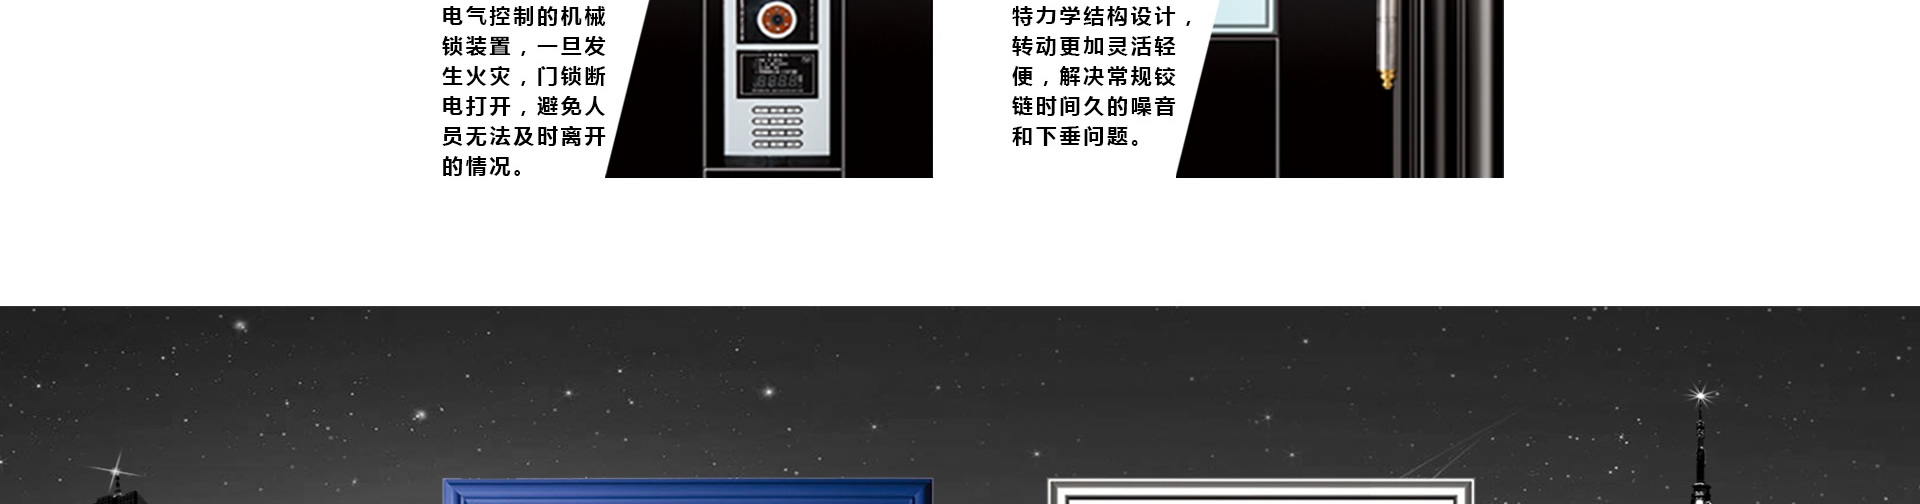 电气控制的机械
锁装置，一旦发
生火灾，门锁断
电打开，避免人
员无法及时离开
的情况。
特力学结构设计，
转动更加灵活轻
便，解决常规铰
链时间久的噪音
和下垂问题。